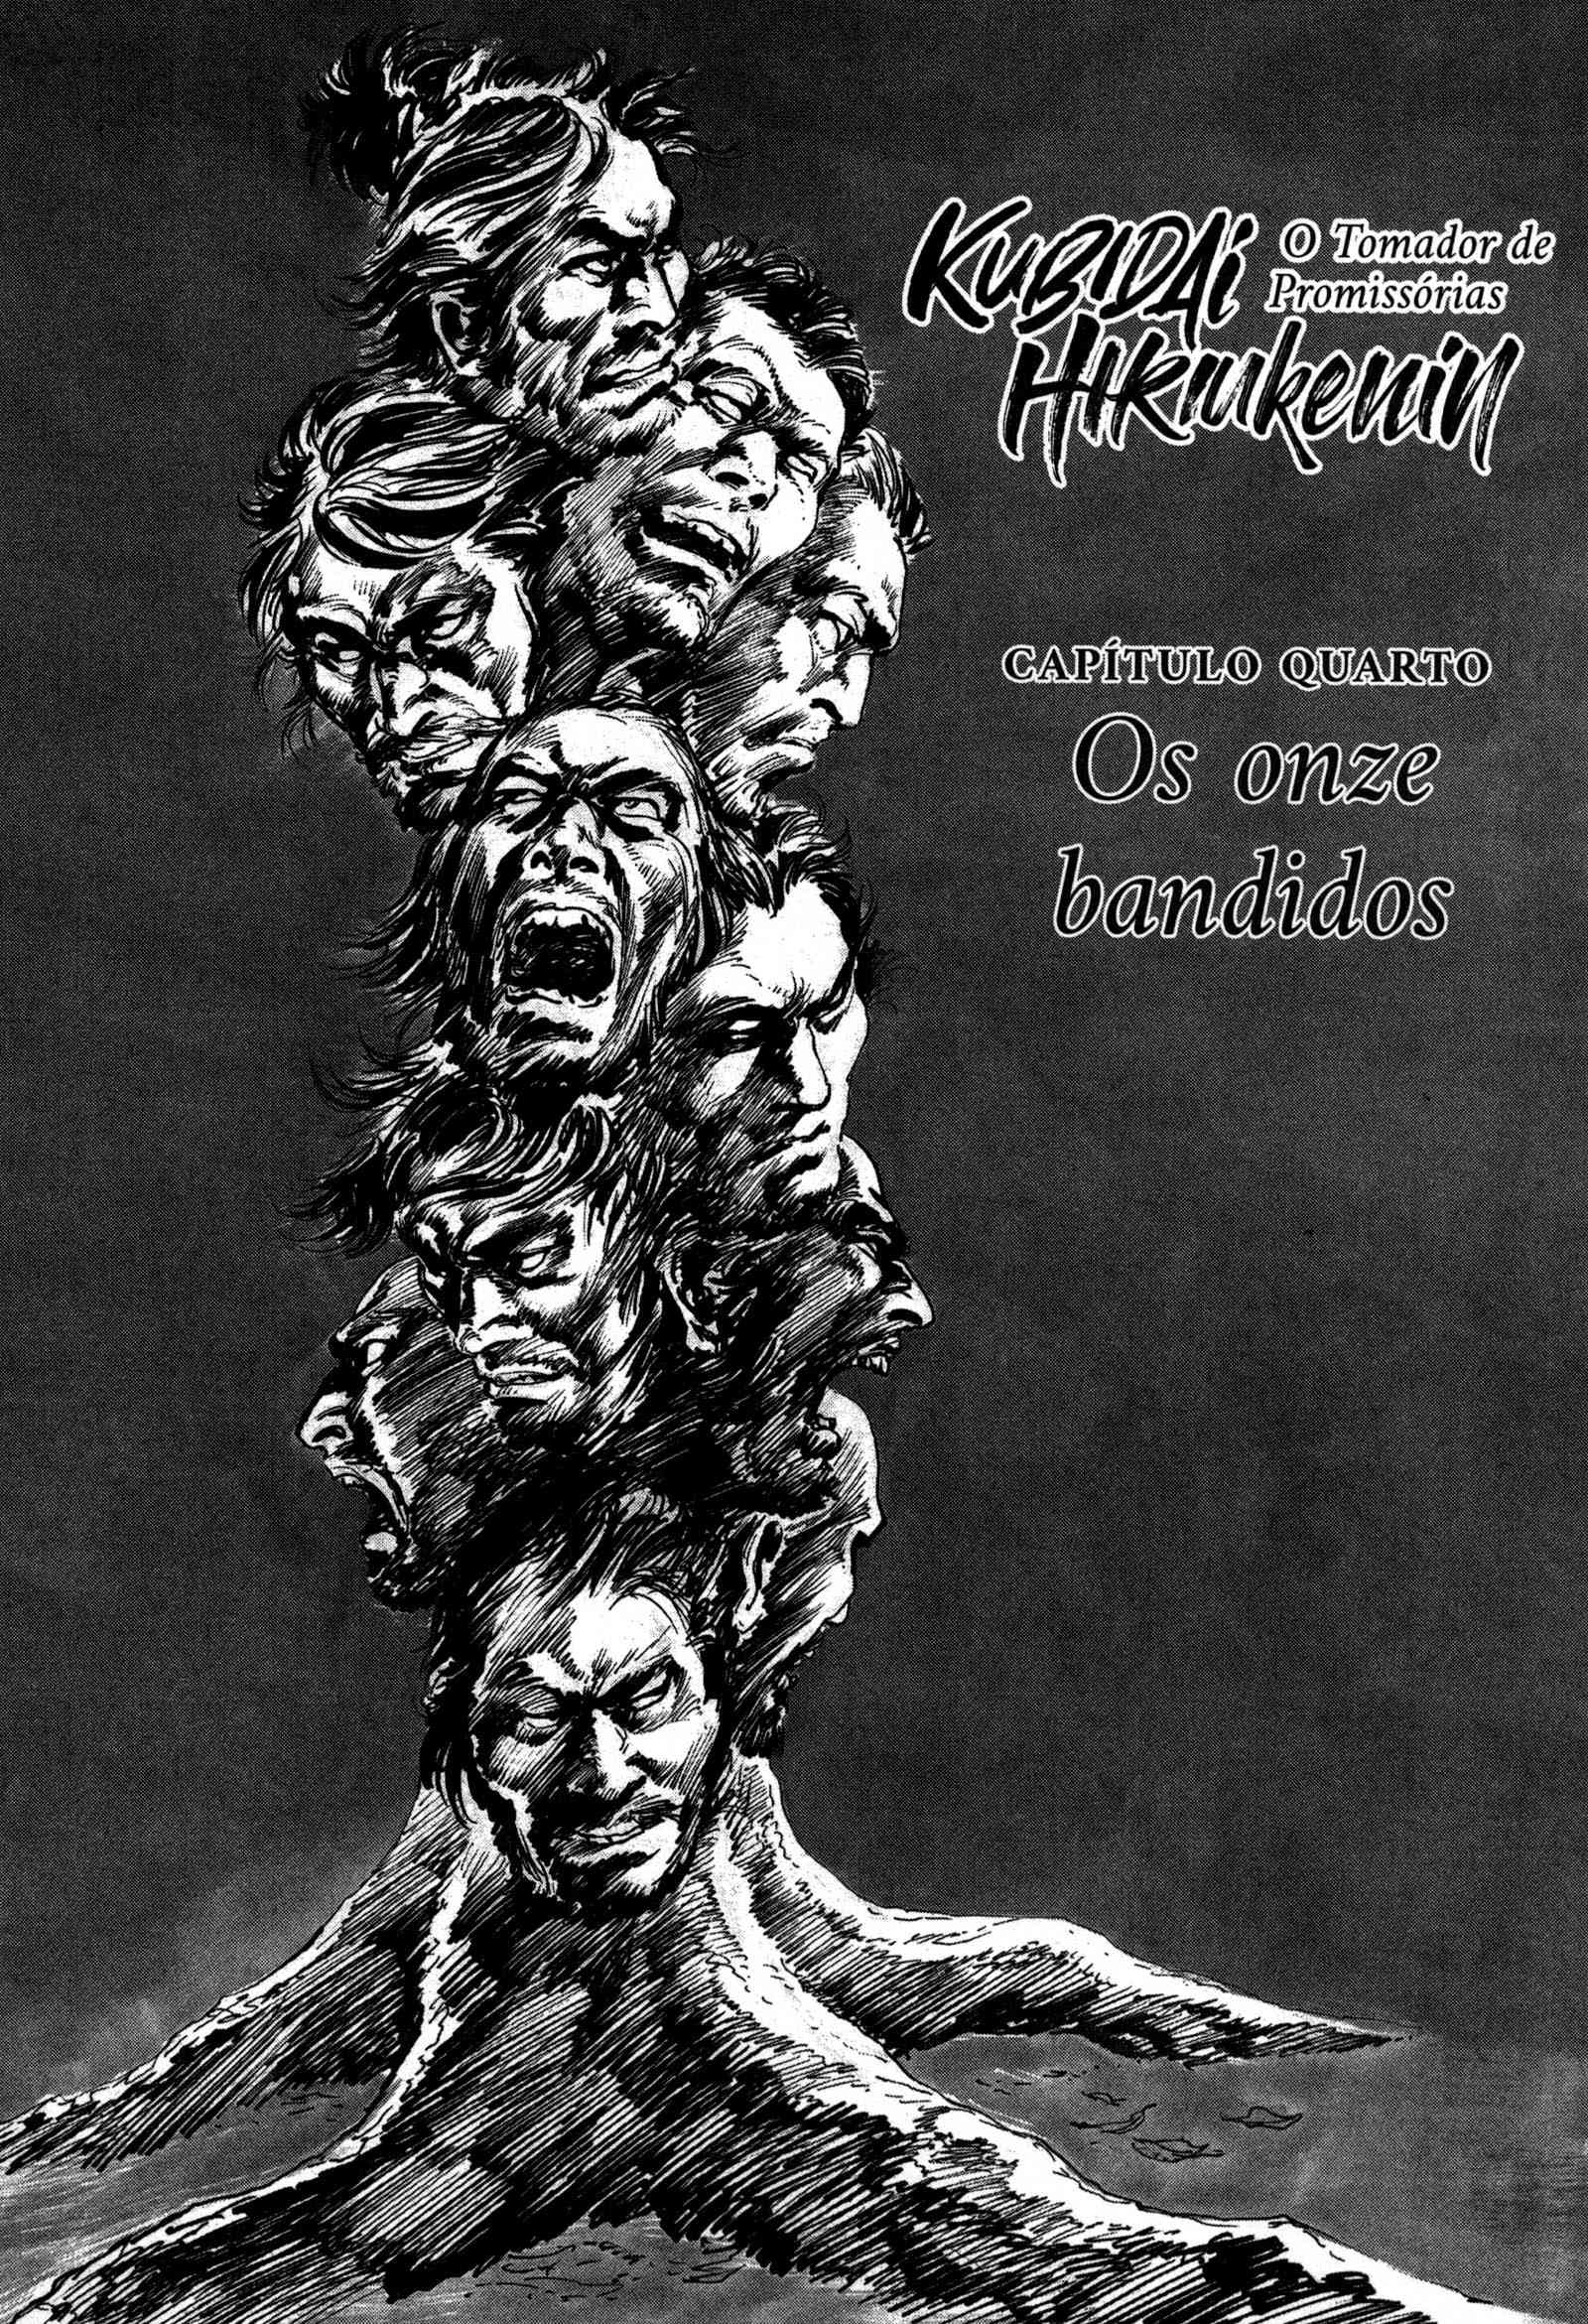 KUBIDAI
HIKIUKENIN
O Tomador de
Promissórias
CAPÍTULO QUARTO
Os onze
bandidos